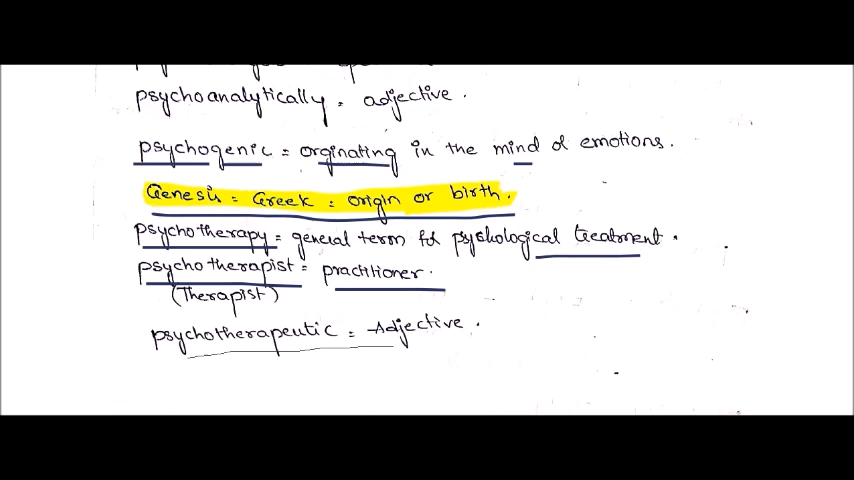 psychoanalytically = adjective.
psychogenic = orginating in the mind of emotions.
Genesis = Greek = origin or birth.
psychotherapy = general term for psychological treatment.
psychotherapist = practitioner.
(Therapist)
psychotherapeutic = Adjective.